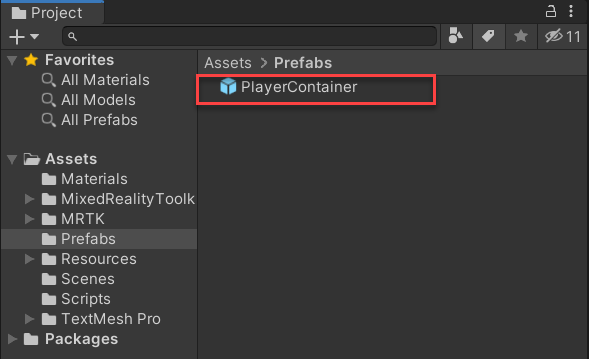 Project
11
Favorites
All Materials
All Models
All Prefabs
Assets
Materials
MixedRealityToolk
MRTK
Prefabs
Resources
Scenes
Scripts
TextMesh Pro
Packages
Assets > Prefabs
PlayerContainer